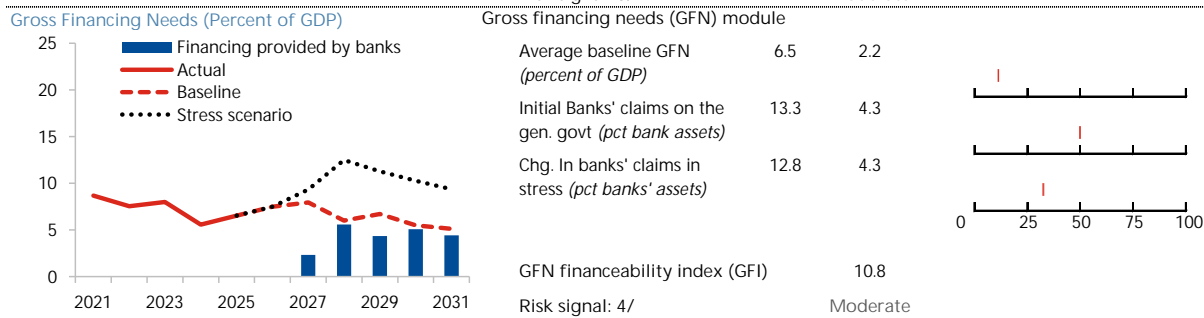 Gross Financing Needs (Percent of GDP)
25
20
15
10
5
0
Financing provided by banks
Actual
Baseline
Stress scenario
2021 2023 2025 2027 2029 2031
Gross financing needs (GFN) module
Average baseline GFN 6.5 2.2
(percent of GDP)
Initial Banks' claims on the 13.3 4.3
gen. govt (pct bank assets)
Chg. In banks' claims in 12.8 4.3
stress (pct banks' assets)
0 25 50 75 100
GFN financeability index (GFI) 10.8
Risk signal: 4/ Moderate